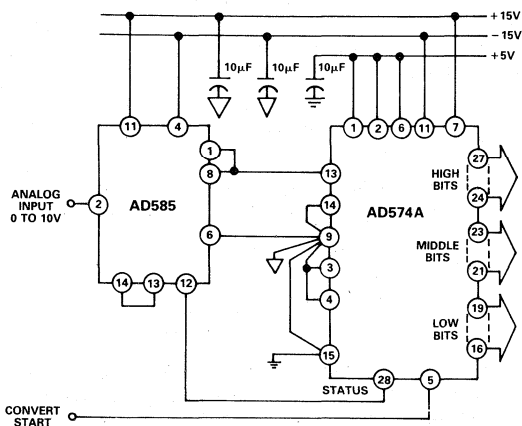 +15V
−15V
+5V
10μF 10μF 10μF
11 4 1 2 6 11 7
1
8
13
27
HIGH
BITS
24
ANALOG
INPUT
0 TO 10V
2
AD585
14
AD574A
6
9
23
MIDDLE
BITS
21
3
4
14 13 12
19
LOW
BITS
16
15
STATUS
28 5
CONVERT
START